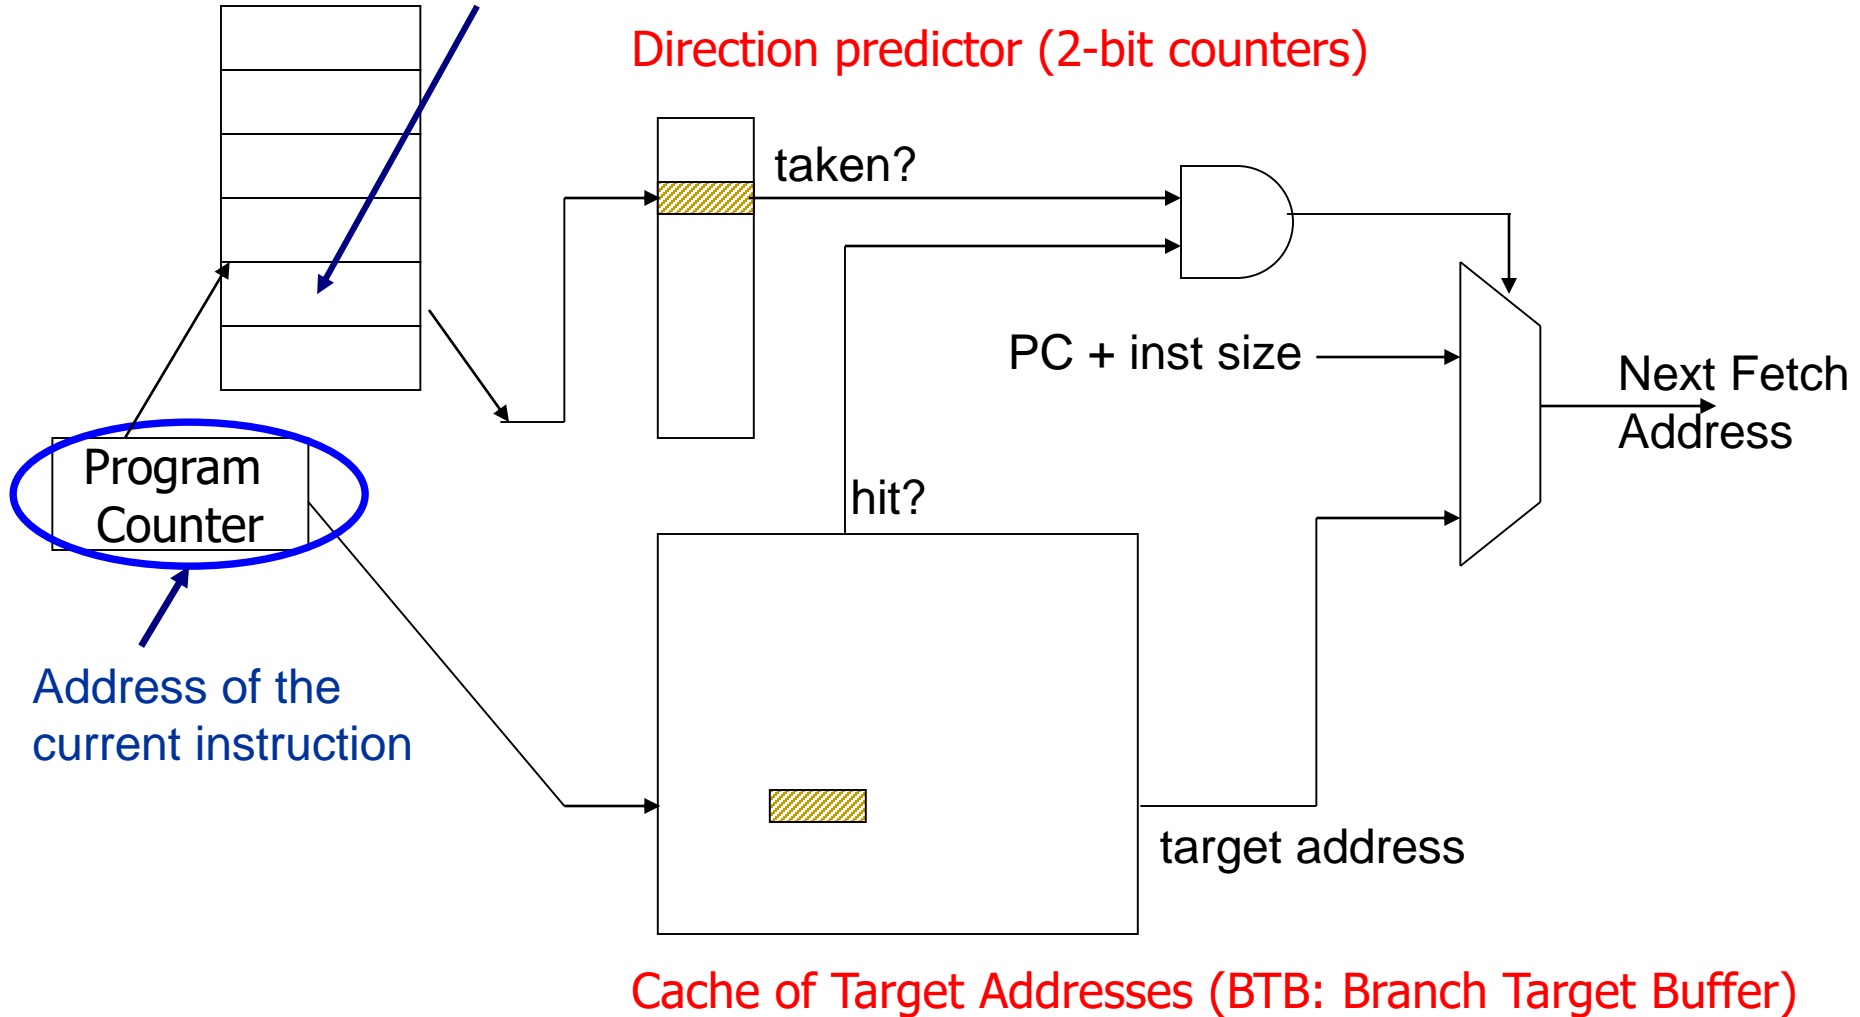 Direction predictor (2-bit counters)
taken?
PC + inst size
Next Fetch
Address
hit?
Program
Counter
Address of the
current instruction
target address
Cache of Target Addresses (BTB: Branch Target Buffer)